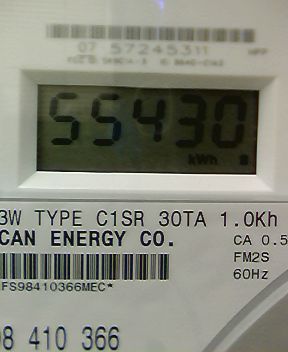 07 57245311
55430
kWh
3W TYPE C1SR 30TA 1.0Kh
CAN ENERGY CO.
CA 0.5
FM2S
60Hz
FS98410366MEC*
98 410 366